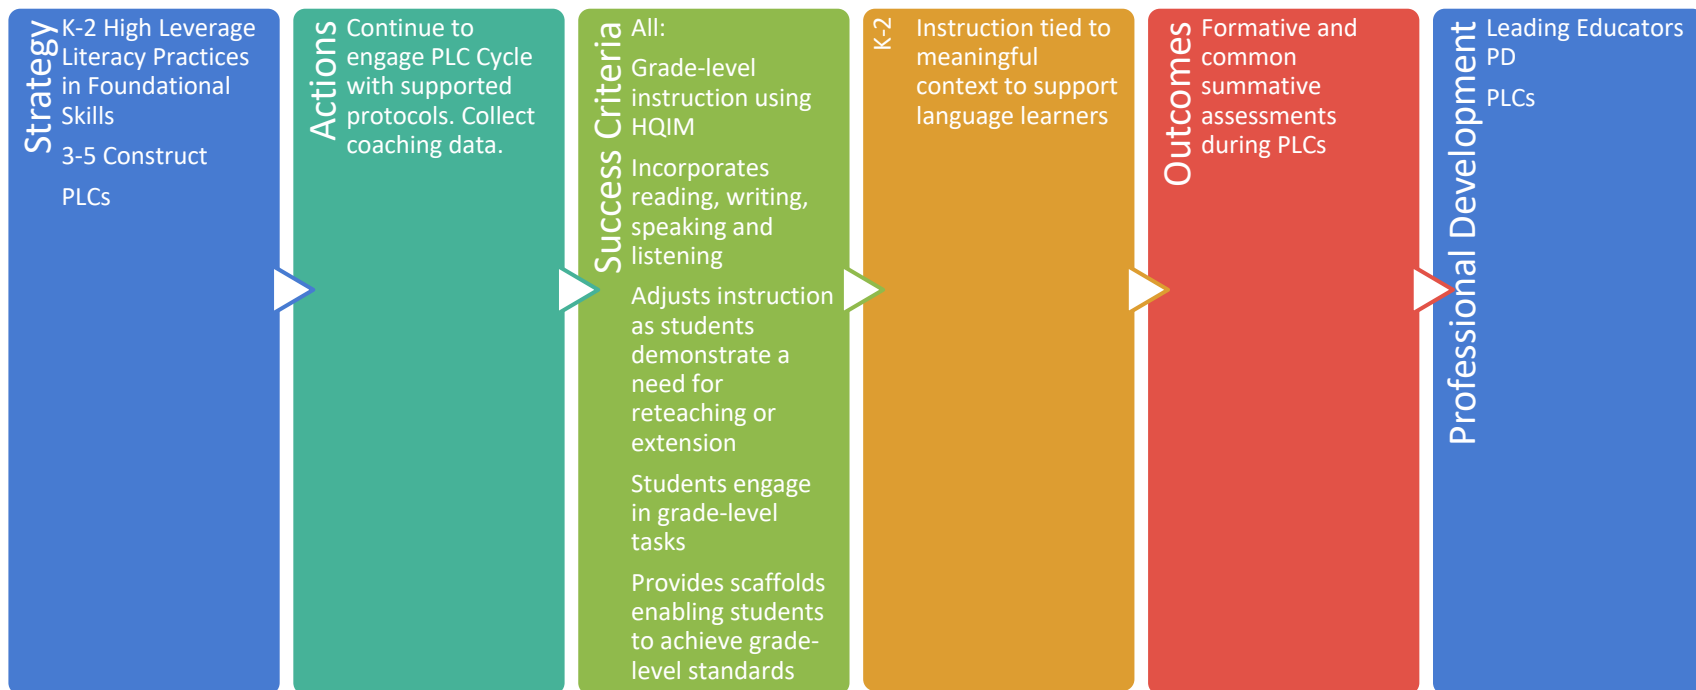 Strategy
K-2 High Leverage
Literacy Practices
in Foundational
Skills
3-5 Construct
PLCs
Actions
Continue to
engage PLC Cycle
with supported
protocols. Collect
coaching data.
Success Criteria
All:
Grade-level
instruction using
HQIM
Incorporates
reading, writing,
speaking and
listening
Adjusts instruction
as students
demonstrate a
need for
reteaching or
extension
Students engage
in grade-level
tasks
Provides scaffolds
enabling students
to achieve grade-
level standards
K-2
Instruction tied to
meaningful
context to support
language learners
Outcomes
Formative and
common
summative
assessments
during PLCs
Professional Development
Leading Educators
PD
PLCs